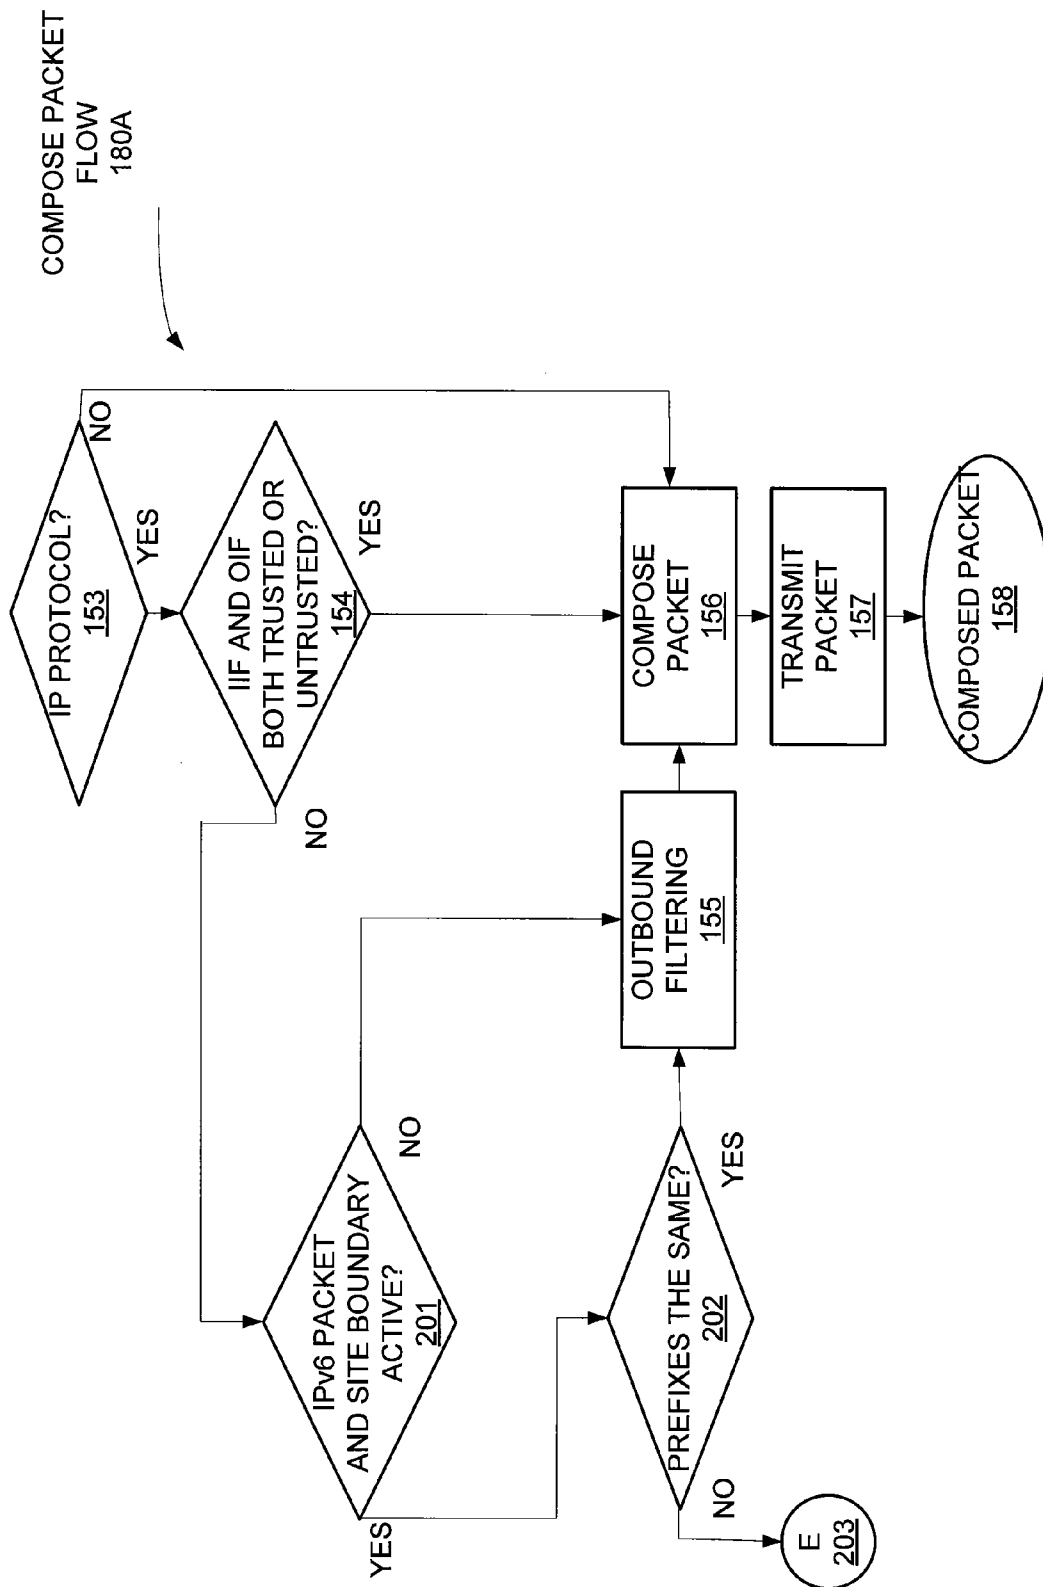 COMPOSE PACKET
FLOW
180A
IP PROTOCOL?
153
NO
YES
IIF AND OIF
BOTH TRUSTED OR
UNTRUSTED?
154
YES
NO
IPv6 PACKET
AND SITE BOUNDARY
ACTIVE?
201
NO
YES
PREFIXES THE SAME?
202
YES
NO
E
203
OUTBOUND
FILTERING
155
COMPOSE
PACKET
156
TRANSMIT
PACKET
157
COMPOSED PACKET
158